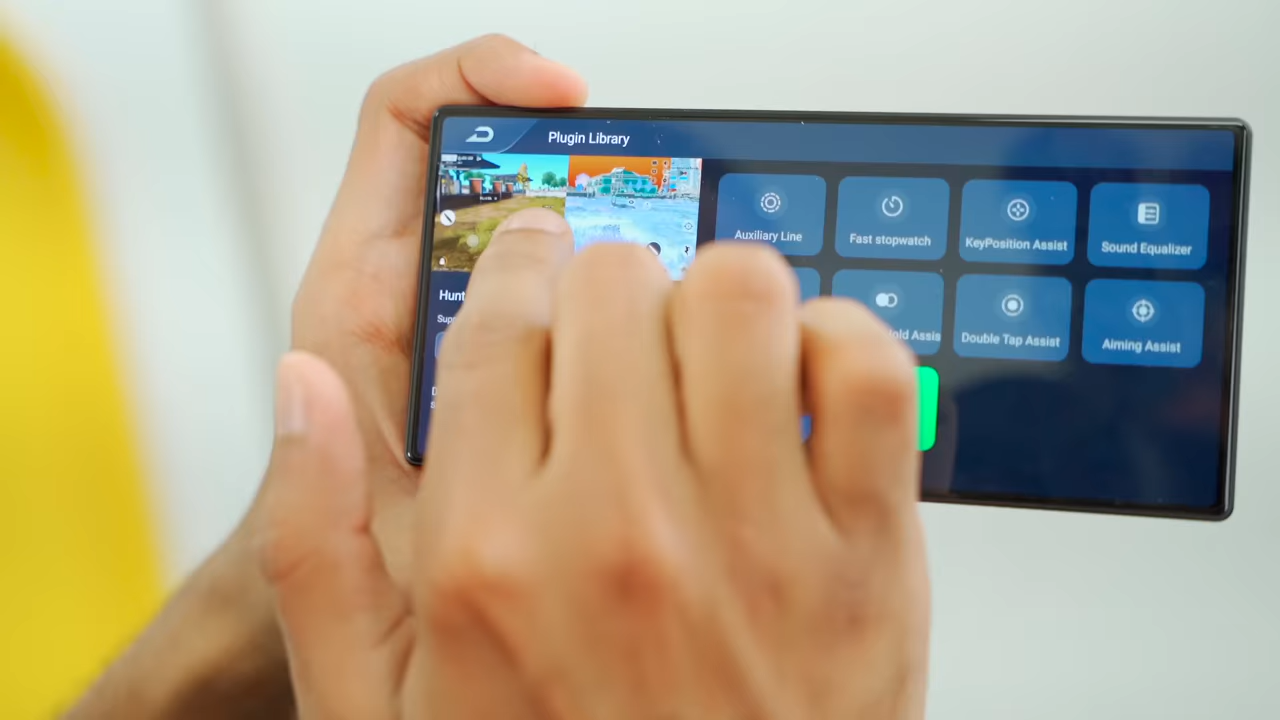 Plugin Library
Auxiliary Line
Fast stopwatch
KeyPosition Assist
Sound Equalizer
Hunt
Double Tap Assist
Aiming Assist